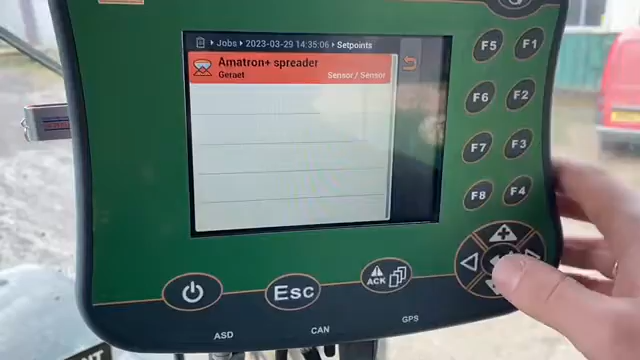 Jobs ▸ 2023-03-29 14:35:06 ▸ Setpoints
Amatron+ spreader
Geraet Sensor / Sensor
F5 F1
F6 F2
F7 F3
F8 F4
Esc
ACK
ASD CAN GPS
NT